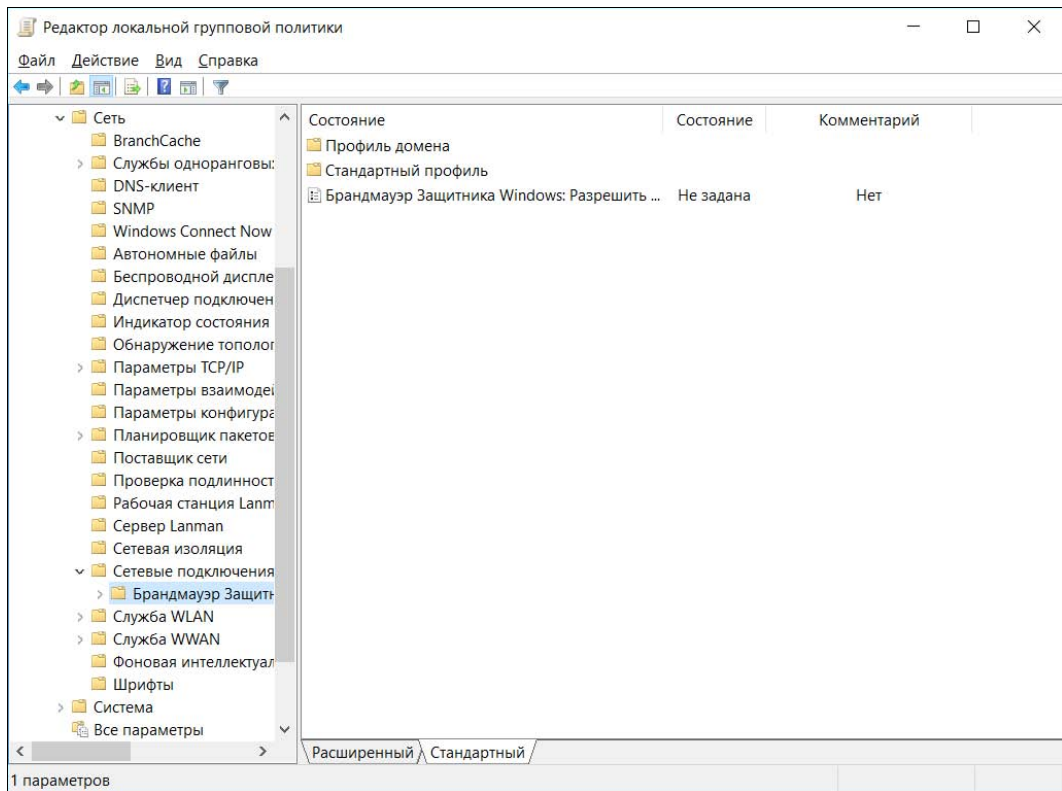 Редактор локальной групповой политики
Файл Действие Вид Справка
Сеть
BranchCache
Службы одноранговых
DNS-клиент
SNMP
Windows Connect Now
Автономные файлы
Беспроводной диспле
Диспетчер подключен
Индикатор состояния
Обнаружение тополог
Параметры TCP/IP
Параметры взаимодей
Параметры конфигура
Планировщик пакетов
Поставщик сети
Проверка подлинност
Рабочая станция Lanm
Сервер Lanman
Сетевая изоляция
Сетевые подключения
Брандмауэр Защитн
Служба WLAN
Служба WWAN
Фоновая интеллектуал
Шрифты
Система
Все параметры
Состояние Состояние Комментарий
Профиль домена
Стандартный профиль
Брандмауэр Защитника Windows: Разрешить ... Не задана Нет
Расширенный Стандартный
1 параметров